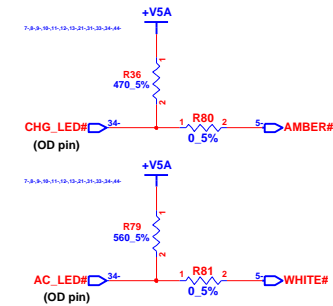 +V5A
7-,8-,9-,10-,11-,12-,13-,21-,31-,33-,34-,44-
1
R36
470_5%
2
CHG_LED# 34- 1 R80 2 5- AMBER#
(OD pin) 0_5%
+V5A
7-,8-,9-,10-,11-,12-,13-,21-,31-,33-,34-,44-
1
R79
560_5%
2
AC_LED# 34- 1 R81 2 5- WHITE#
(OD pin) 0_5%